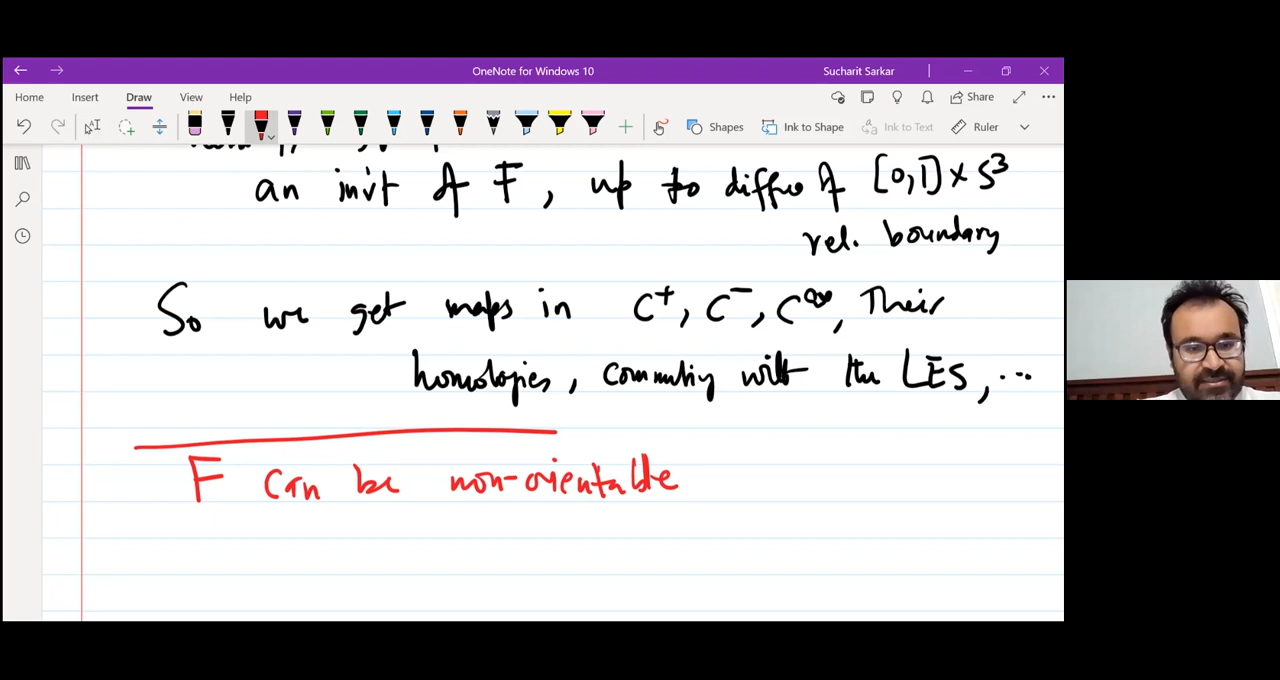 OneNote for Windows 10
Sucharit Sarkar
Home Insert Draw View Help
Share
Shapes Ink to Shape Ink to Text Ruler
an inv't of F, up to diffeo of [0,1] × S³
rel. boundary
So we get maps in C⁺, C⁻, C^∞, Their
homologies, commuting with the LES, ...
F can be non-orientable